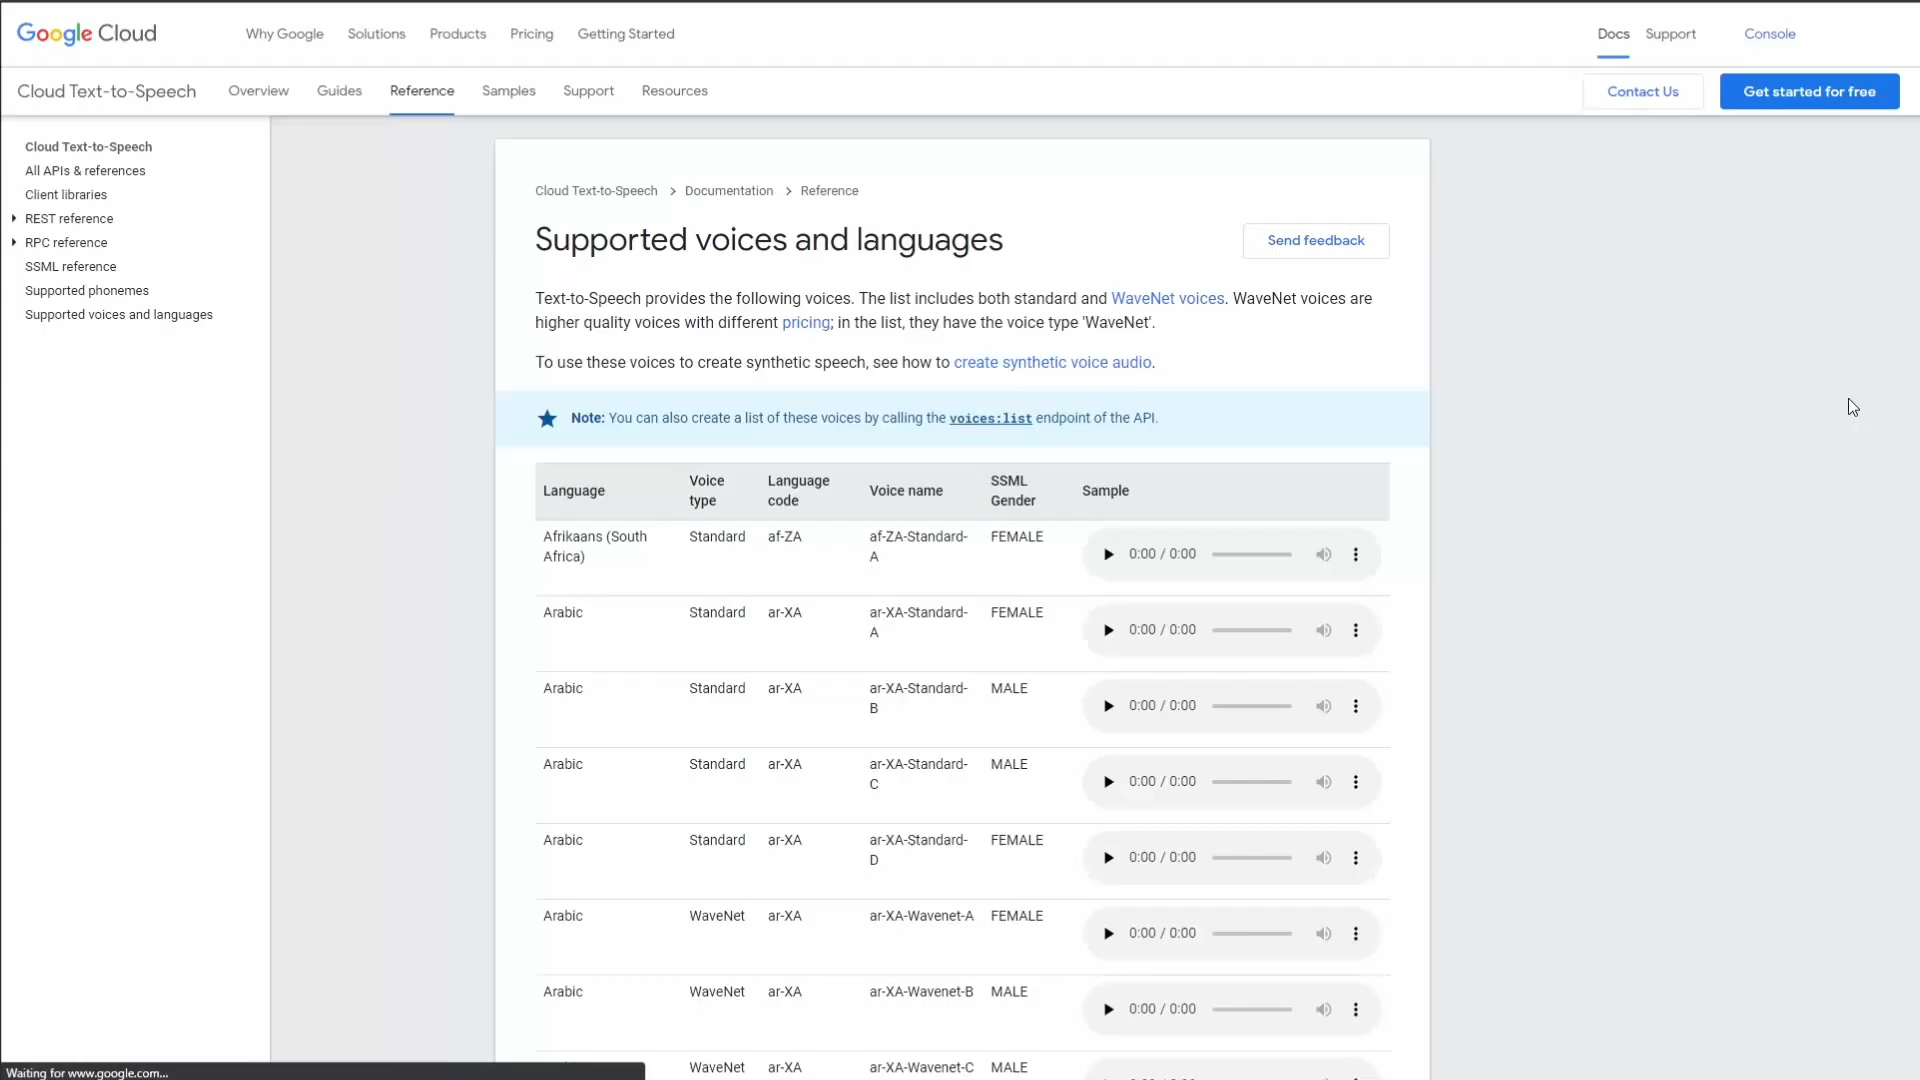 Google Cloud
Why Google
Solutions
Products
Pricing
Getting Started
Docs
Support
Console
Cloud Text-to-Speech
Overview
Guides
Reference
Samples
Support
Resources
Contact Us
Get started for free
Cloud Text-to-Speech
All APIs & references
Client libraries
REST reference
RPC reference
SSML reference
Supported phonemes
Supported voices and languages
Cloud Text-to-Speech > Documentation > Reference
Supported voices and languages
Send feedback
Text-to-Speech provides the following voices. The list includes both standard and WaveNet voices. WaveNet voices are
higher quality voices with different pricing; in the list, they have the voice type 'WaveNet'.
To use these voices to create synthetic speech, see how to create synthetic voice audio.
Note: You can also create a list of these voices by calling the voices:list endpoint of the API.
Language
Voice
type
Language
code
Voice name
SSML
Gender
Sample
Afrikaans (South
Africa)
Standard
af-ZA
af-ZA-Standard-
A
FEMALE
0:00 / 0:00
Arabic
Standard
ar-XA
ar-XA-Standard-
A
FEMALE
0:00 / 0:00
Arabic
Standard
ar-XA
ar-XA-Standard-
B
MALE
0:00 / 0:00
Arabic
Standard
ar-XA
ar-XA-Standard-
C
MALE
0:00 / 0:00
Arabic
Standard
ar-XA
ar-XA-Standard-
D
FEMALE
0:00 / 0:00
Arabic
WaveNet
ar-XA
ar-XA-Wavenet-A
FEMALE
0:00 / 0:00
Arabic
WaveNet
ar-XA
ar-XA-Wavenet-B
MALE
0:00 / 0:00
WaveNet
ar-XA
ar-XA-Wavenet-C
MALE
Waiting for www.google.com...